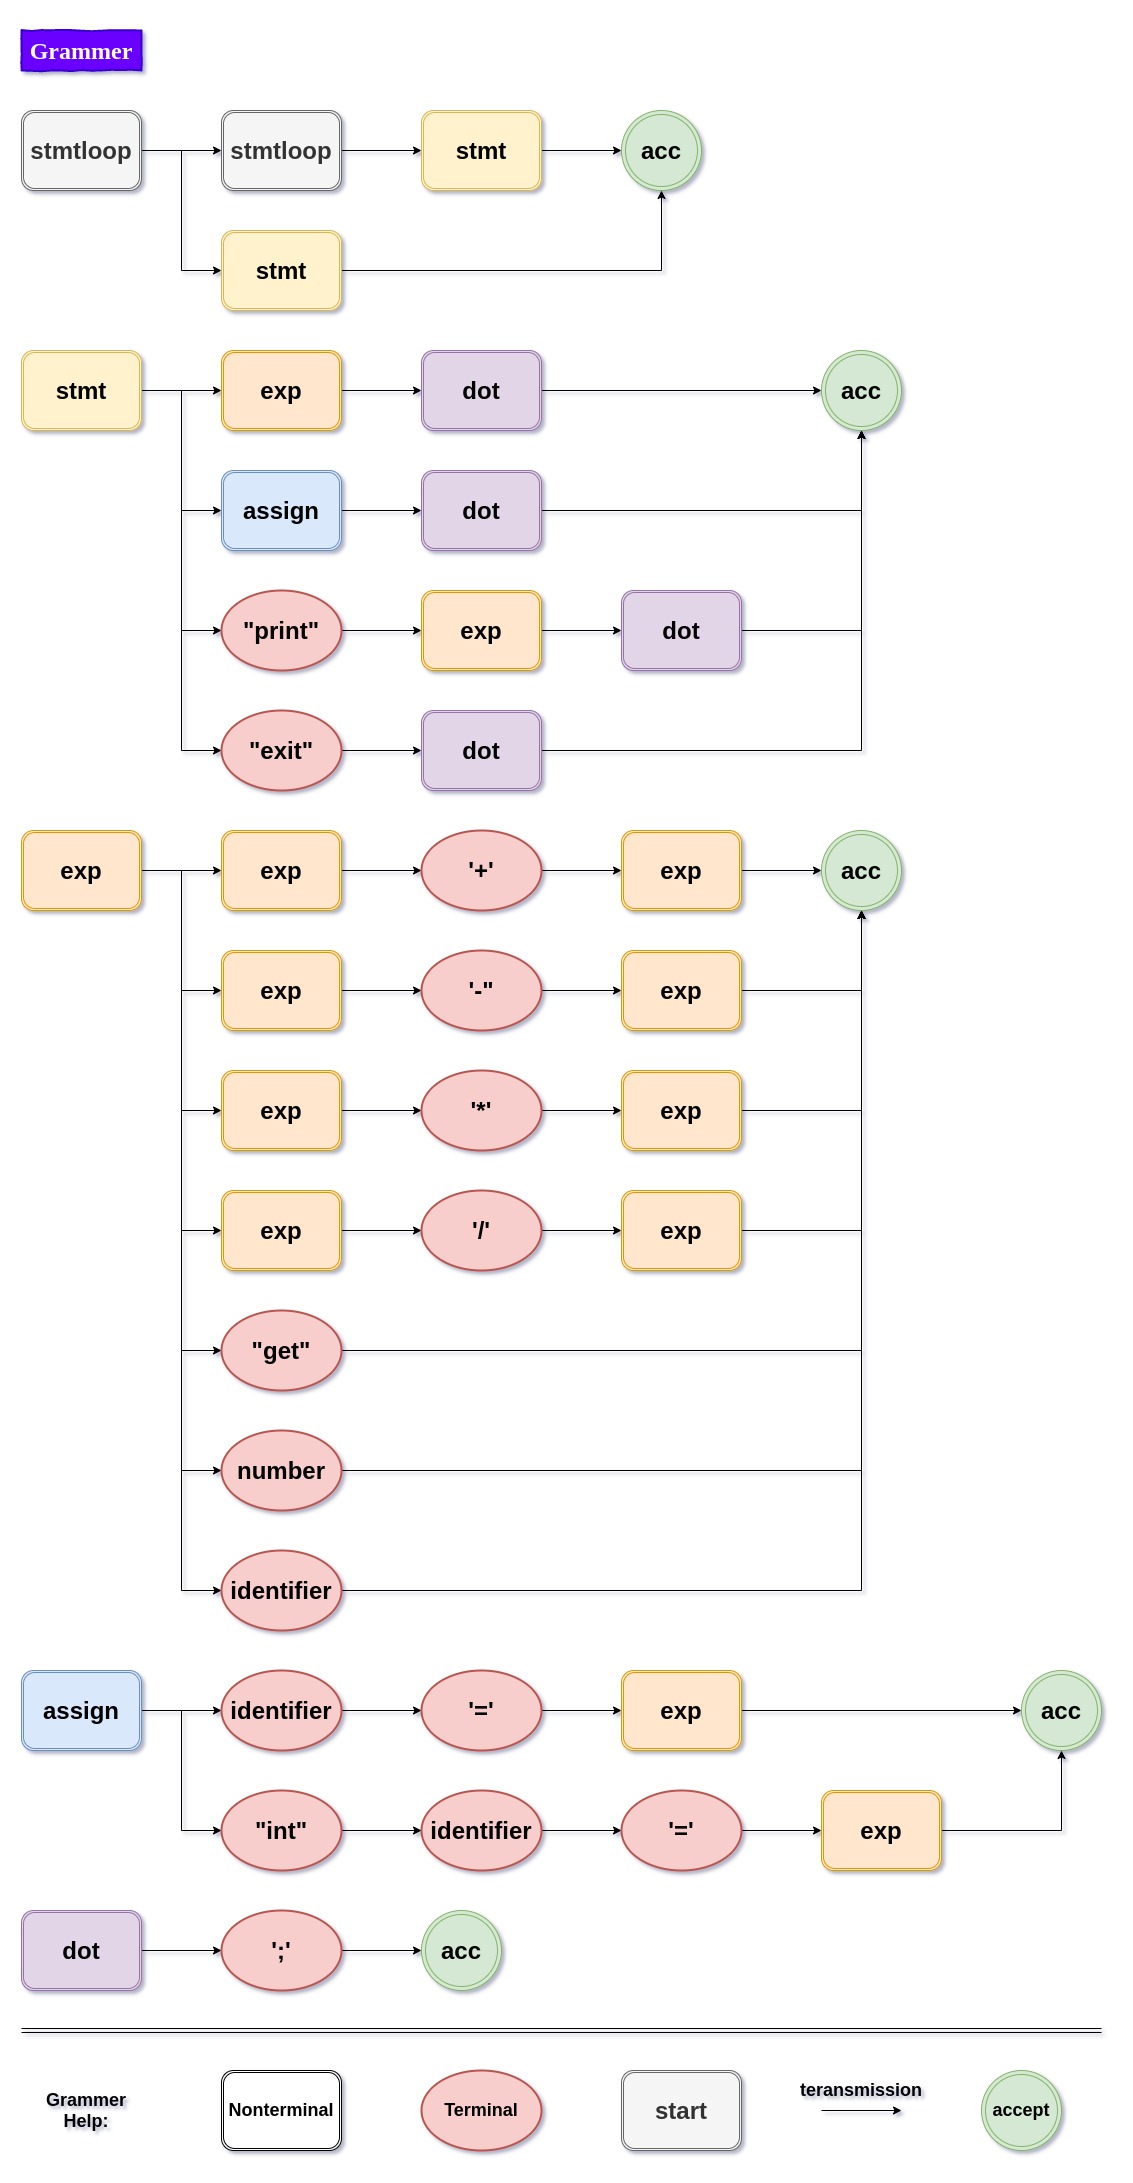 Grammer
stmtloop stmtloop stmt acc
stmt
stmt exp dot acc
assign dot
"print" exp dot
"exit" dot
exp exp '+' exp acc
exp '-" exp
exp '*' exp
exp '/' exp
"get"
number
identifier
assign identifier '=' exp acc
"int" identifier '=' exp
dot ';' acc
Grammer
Help:
Nonterminal Terminal start teransmission accept